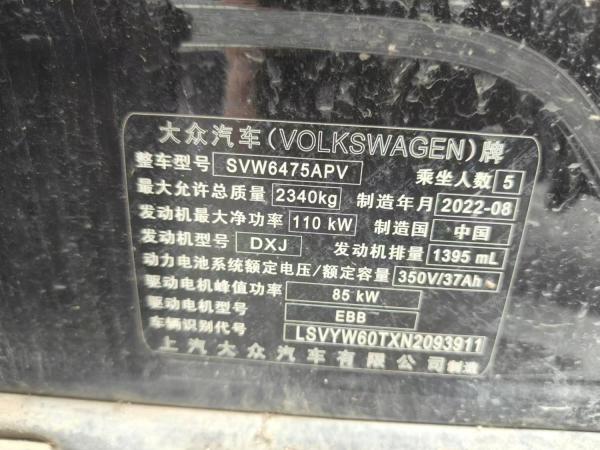 大众汽车(VOLKSWAGEN)牌
整车型号 SVW6475APV 乘坐人数 5
最大允许总质量 2340kg 制造年月 2022-08
发动机最大净功率 110 kW 制造国 中国
发动机型号 DXJ 发动机排量 1395 mL
动力电池系统额定电压/额定容量 350V/37Ah
驱动电机峰值功率 85 kW
驱动电机型号 EBB
车辆识别代号 LSVYW60TXN2093911
上汽大众汽车有限公司制造